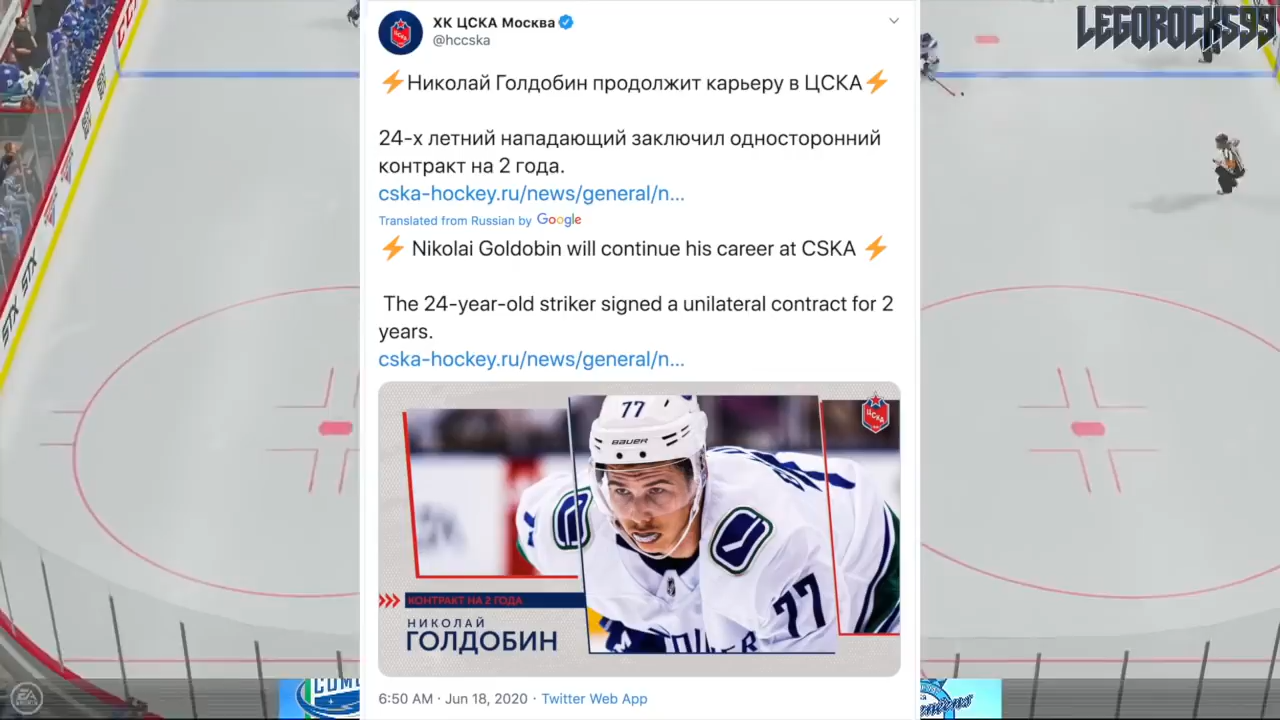 LEGOROCKS99
ХК ЦСКА Москва
@hccska
⚡Николай Голдобин продолжит карьеру в ЦСКА⚡
24-х летний нападающий заключил односторонний
контракт на 2 года.
cska-hockey.ru/news/general/n...
Translated from Russian by Google
⚡ Nikolai Goldobin will continue his career at CSKA ⚡
The 24-year-old striker signed a unilateral contract for 2
years.
cska-hockey.ru/news/general/n...
77
BAUER
ЦСКА
77
КОНТРАКТ НА 2 ГОДА
НИКОЛАЙ
ГОЛДОБИН
6:50 AM · Jun 18, 2020 · Twitter Web App
STX STX
EA